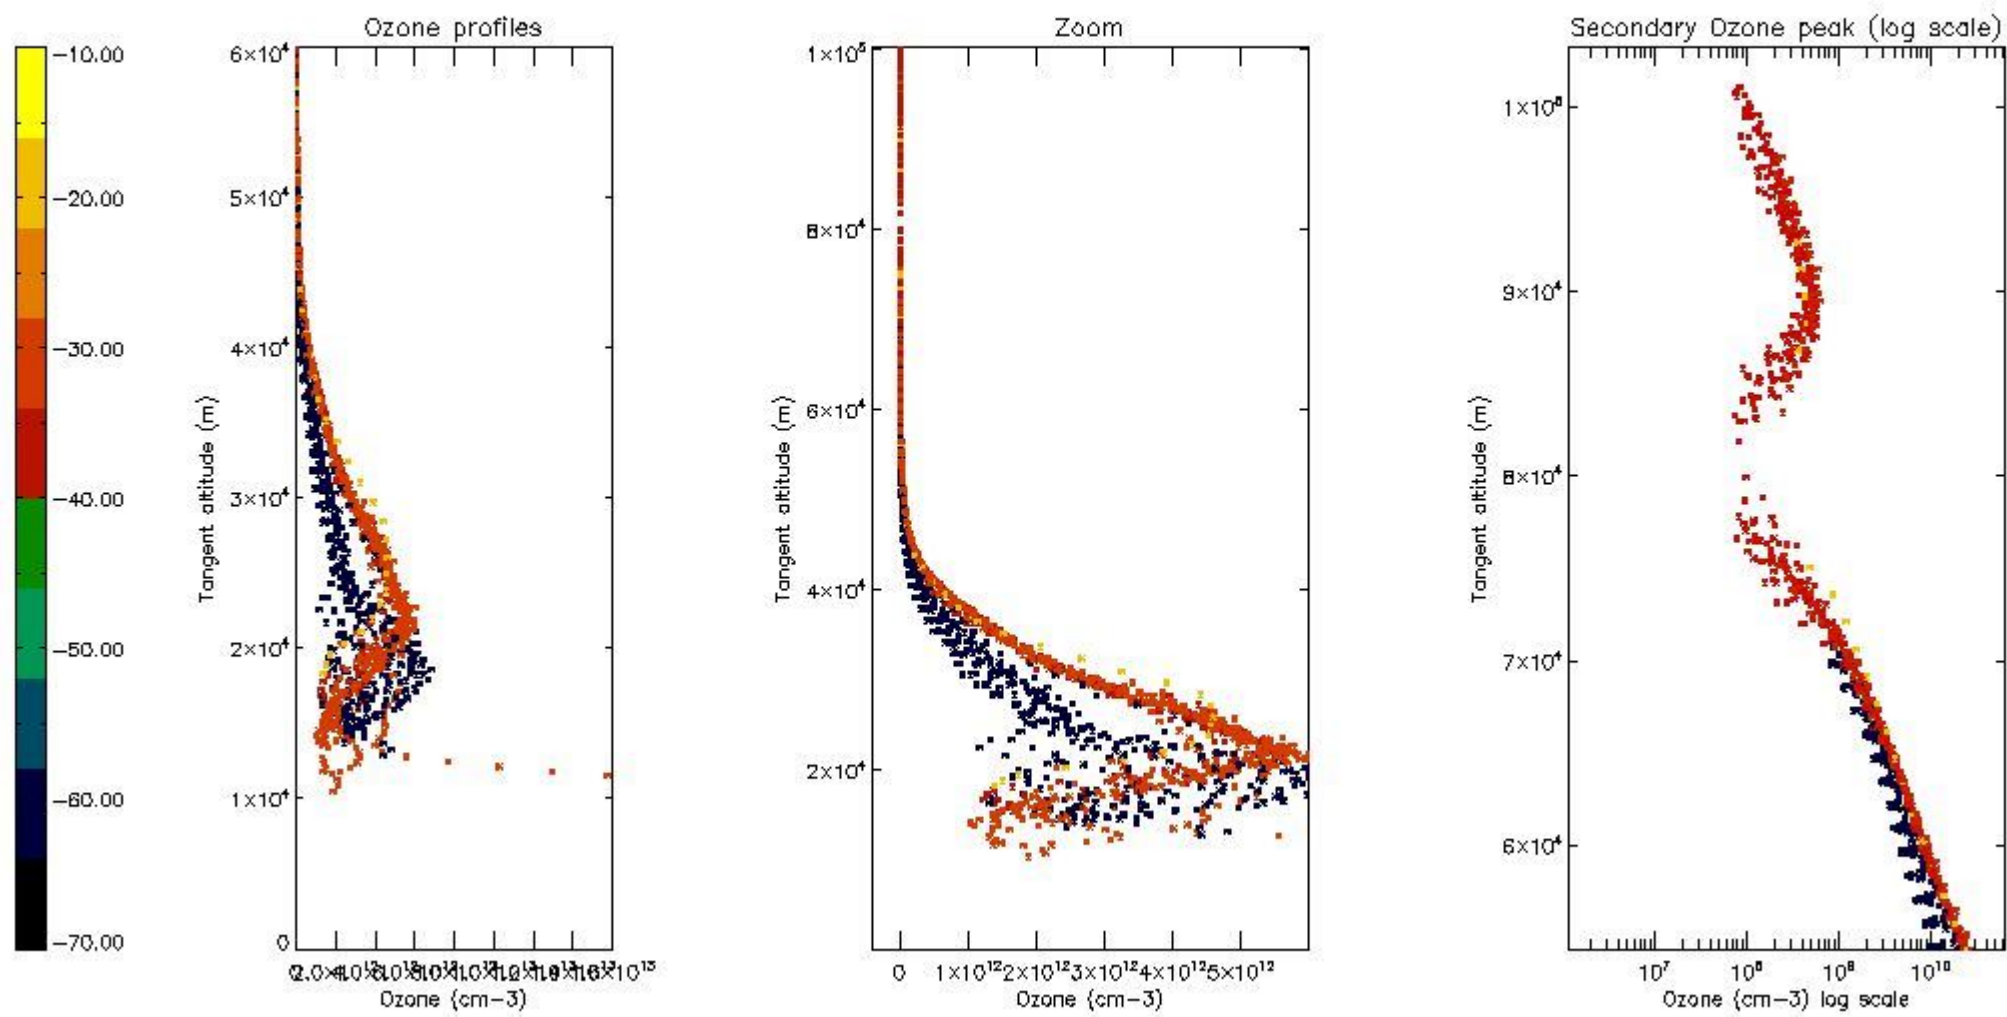 Ozone profiles
Zoom
Secondary Ozone peak (log scale)
-10.00
-20.00
-30.00
-40.00
-50.00
-60.00
-70.00
6×10⁴
5×10⁴
4×10⁴
3×10⁴
2×10⁴
1×10⁴
0
Tangent altitude (m)
Ozone (cm-3)
1×10⁵
8×10⁴
6×10⁴
4×10⁴
2×10⁴
Tangent altitude (m)
0 1×10¹² 2×10¹² 3×10¹² 4×10¹² 5×10¹²
Ozone (cm-3)
1×10⁵
9×10⁴
8×10⁴
7×10⁴
6×10⁴
Tangent altitude (m)
10⁷ 10⁸ 10⁹ 10¹⁰
Ozone (cm-3) log scale